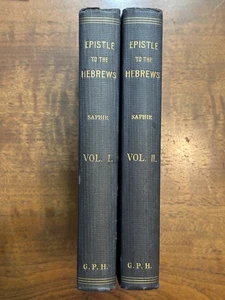 EPISTLE
TO THE
HEBREWS
SAPHIR
VOL. I.
G. P. H.
EPISTLE
TO THE
HEBREWS
SAPHIR
VOL. II.
G. P. H.